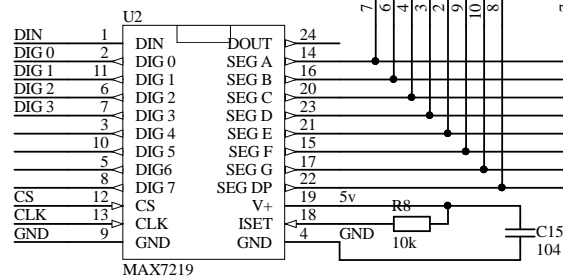 7 6 4 3 2 9 10 8 7
U2
DIN 1 DIN DOUT 24
DIG 0 2 DIG 0 SEG A 14
DIG 1 11 DIG 1 SEG B 16
DIG 2 6 DIG 2 SEG C 20
DIG 3 7 DIG 3 SEG D 23
3 DIG 4 SEG E 21
10 DIG 5 SEG F 15
5 DIG6 SEG G 17
8 DIG 7 SEG DP 22
CS 12 CS V+ 19 5v R8
CLK 13 CLK ISET 18 GND 10k C15
GND 9 GND GND 4 104
MAX7219